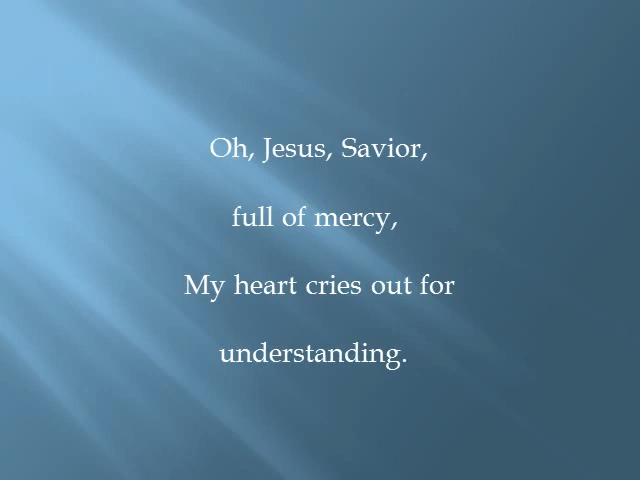 Oh, Jesus, Savior,
full of mercy,
My heart cries out for
understanding.